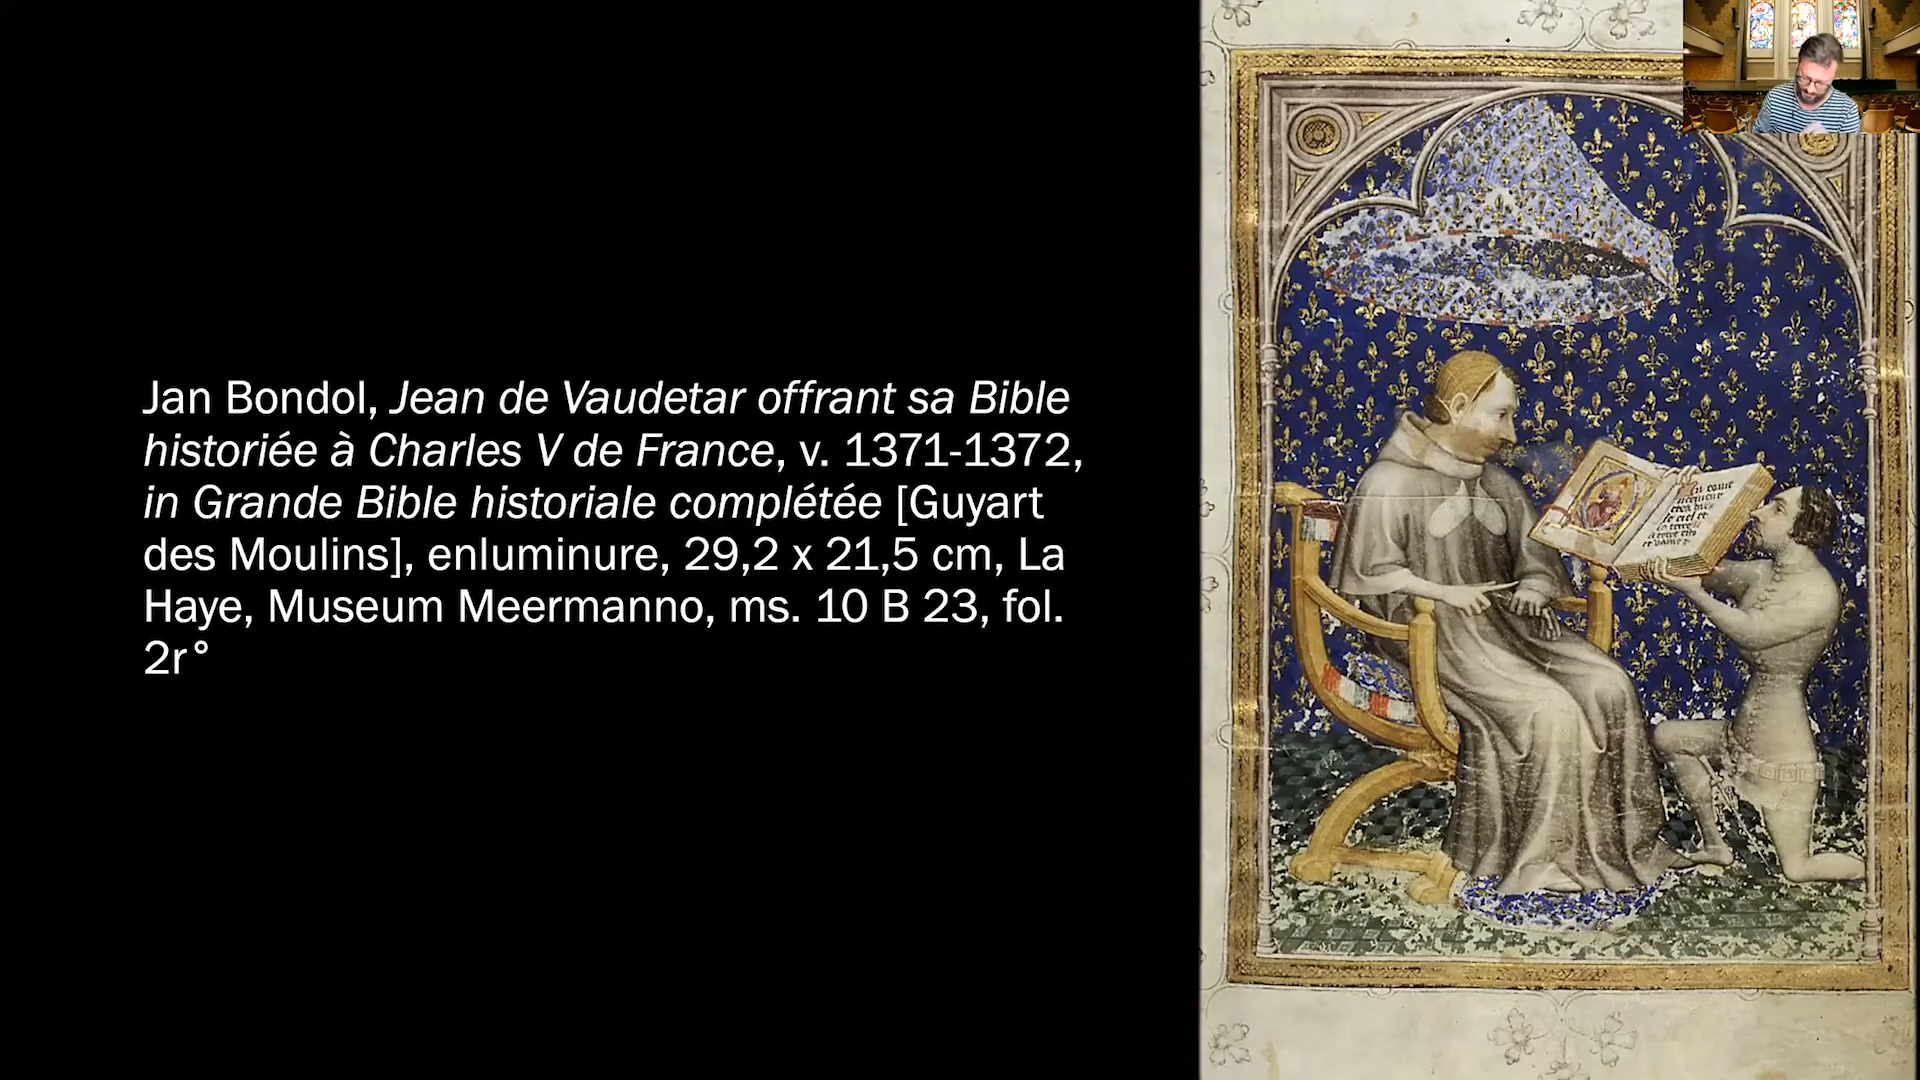 Jan Bondol, Jean de Vaudetar offrant sa Bible
historiée à Charles V de France, v. 1371-1372,
in Grande Bible historiale complétée [Guyart
des Moulins], enluminure, 29,2 x 21,5 cm, La
Haye, Museum Meermanno, ms. 10 B 23, fol.
2r°